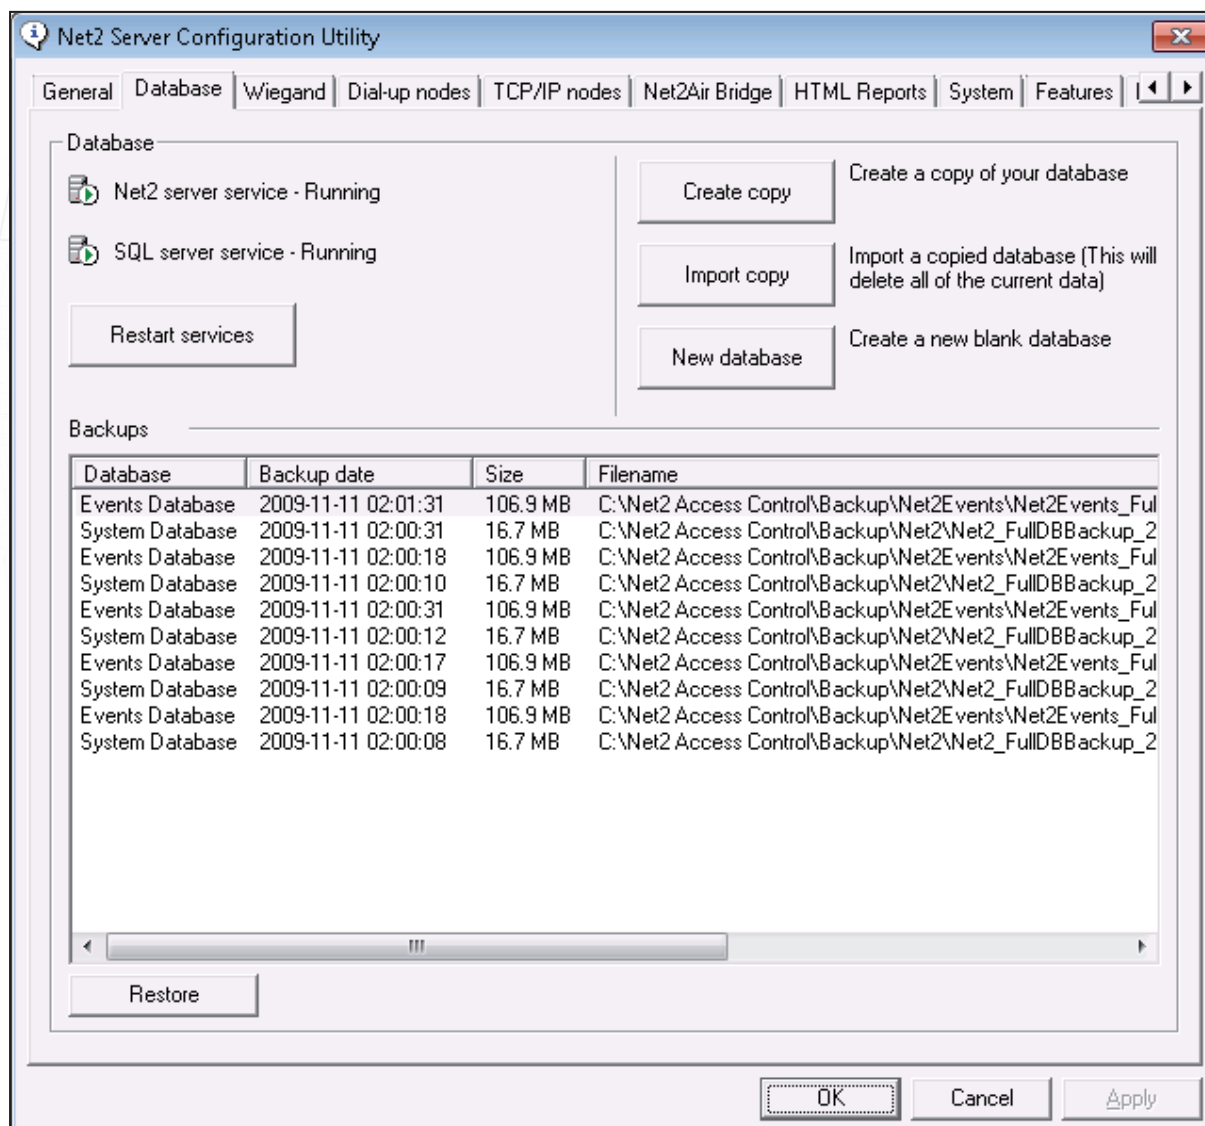 Net2 Server Configuration Utility
General Database Wiegand Dial-up nodes TCP/IP nodes Net2Air Bridge HTML Reports System Features
Database
Net2 server service - Running
SQL server service - Running
Restart services
Create copy
Create a copy of your database
Import copy
Import a copied database (This will
delete all of the current data)
New database
Create a new blank database
Backups
Database Backup date Size Filename
Events Database 2009-11-11 02:01:31 106.9 MB C:\Net2 Access Control\Backup\Net2Events\Net2Events_Ful
System Database 2009-11-11 02:00:31 16.7 MB C:\Net2 Access Control\Backup\Net2\Net2_FullDBBackup_2
Events Database 2009-11-11 02:00:18 106.9 MB C:\Net2 Access Control\Backup\Net2Events\Net2Events_Ful
System Database 2009-11-11 02:00:10 16.7 MB C:\Net2 Access Control\Backup\Net2\Net2_FullDBBackup_2
Events Database 2009-11-11 02:00:31 106.9 MB C:\Net2 Access Control\Backup\Net2Events\Net2Events_Ful
System Database 2009-11-11 02:00:12 16.7 MB C:\Net2 Access Control\Backup\Net2\Net2_FullDBBackup_2
Events Database 2009-11-11 02:00:17 106.9 MB C:\Net2 Access Control\Backup\Net2Events\Net2Events_Ful
System Database 2009-11-11 02:00:09 16.7 MB C:\Net2 Access Control\Backup\Net2\Net2_FullDBBackup_2
Events Database 2009-11-11 02:00:18 106.9 MB C:\Net2 Access Control\Backup\Net2Events\Net2Events_Ful
System Database 2009-11-11 02:00:08 16.7 MB C:\Net2 Access Control\Backup\Net2\Net2_FullDBBackup_2
Restore
OK Cancel Apply